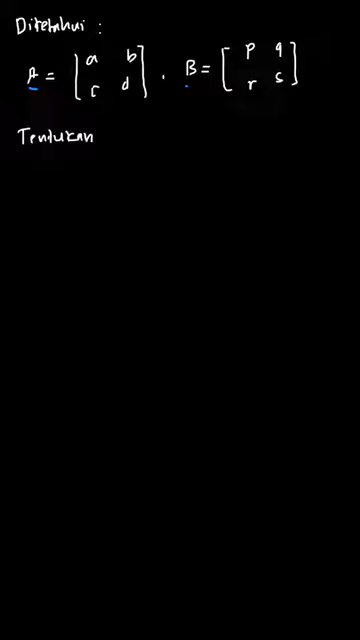 Diketahui :
A = [a b c d] , B = [p q r s]
Tentukan